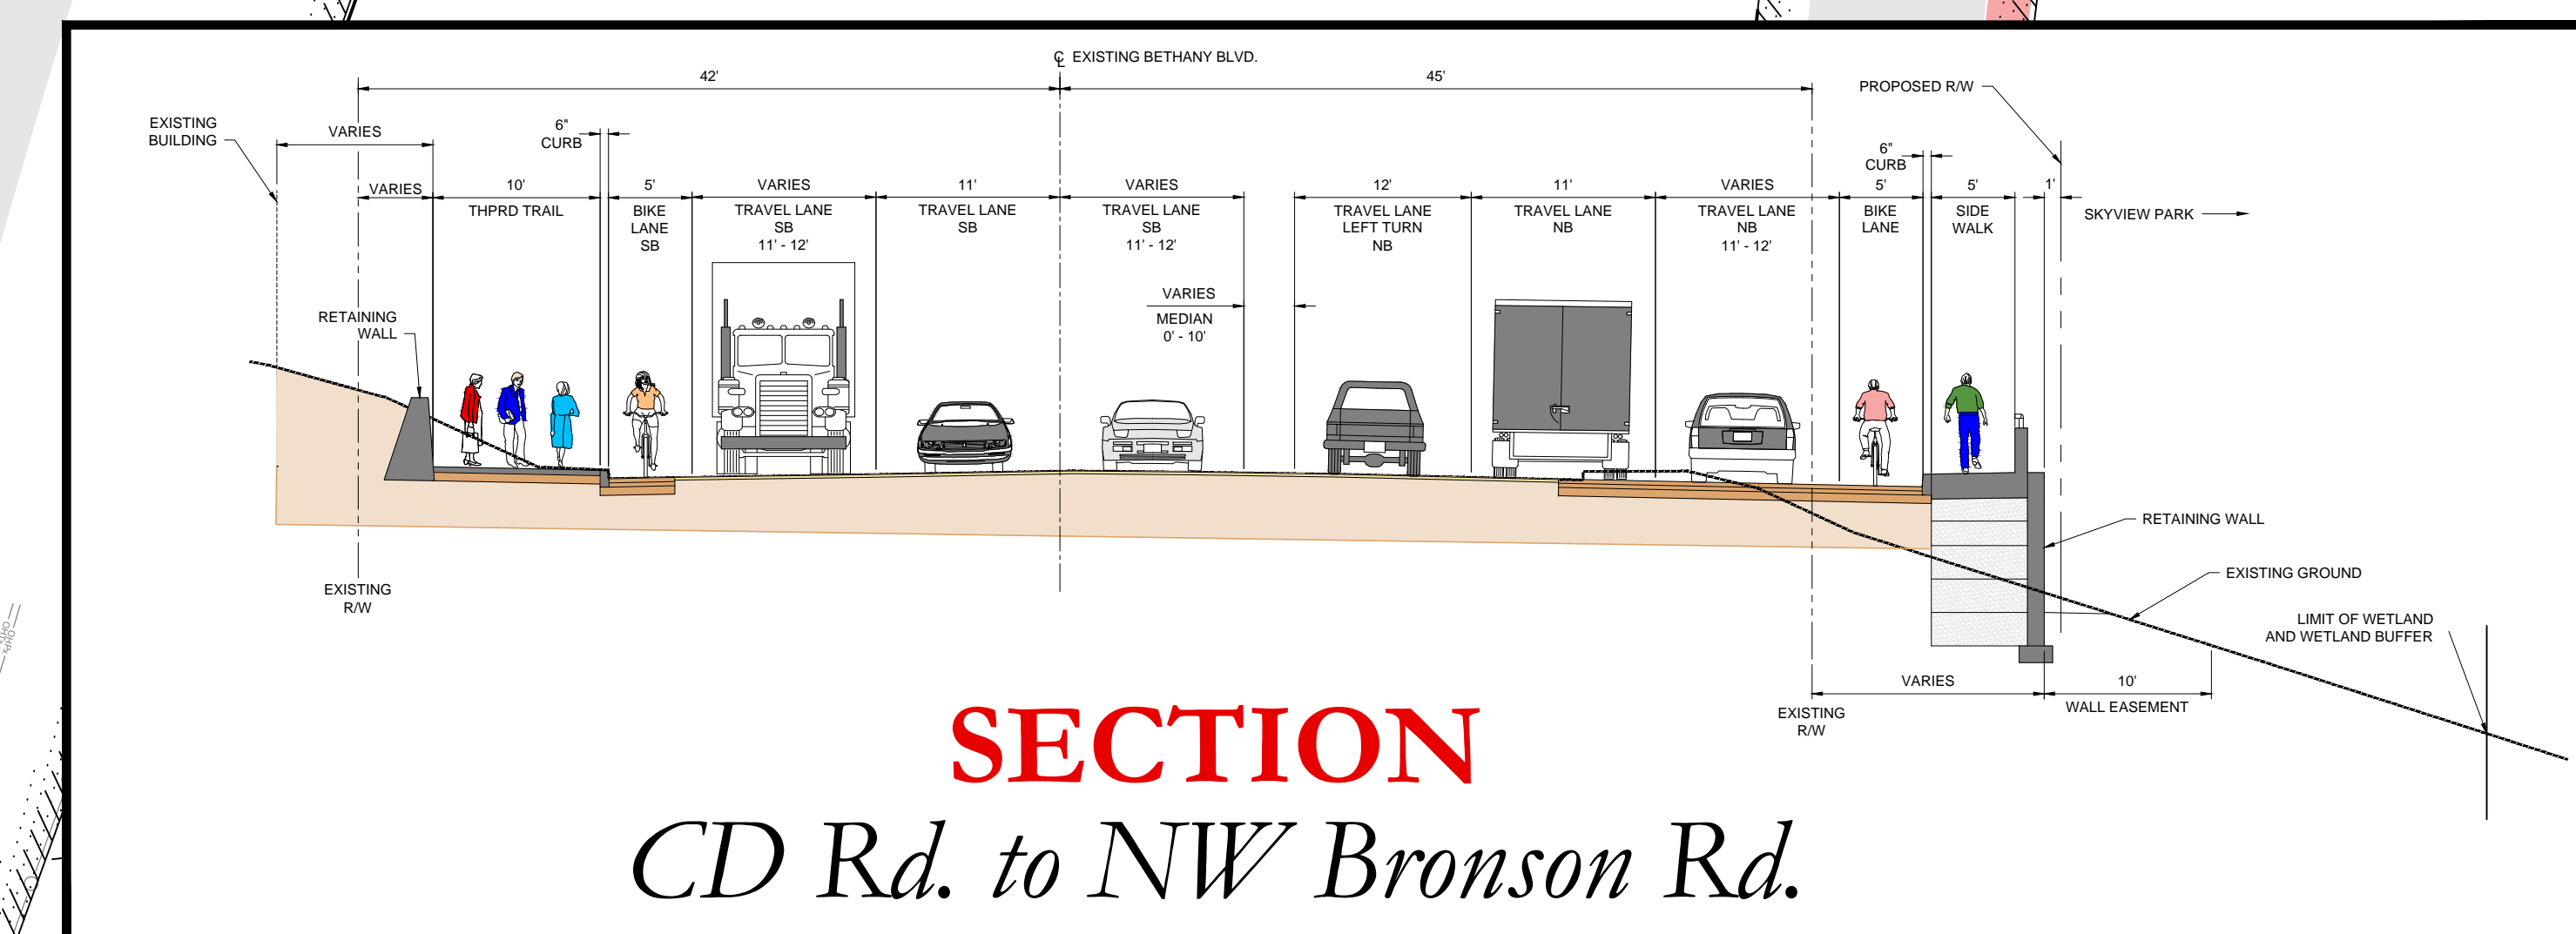 ℄ EXISTING BETHANY BLVD.
42'
45'
PROPOSED R/W
EXISTING
BUILDING
VARIES
6"
CURB
6"
CURB
VARIES
10'
THPRD TRAIL
5'
BIKE
LANE
SB
VARIES
TRAVEL LANE
SB
11' - 12'
11'
TRAVEL LANE
SB
VARIES
TRAVEL LANE
SB
11' - 12'
12'
TRAVEL LANE
LEFT TURN
NB
11'
TRAVEL LANE
NB
VARIES
TRAVEL LANE
NB
11' - 12'
5'
BIKE
LANE
5'
SIDE
WALK
1'
SKYVIEW PARK
VARIES
MEDIAN
0' - 10'
RETAINING
WALL
RETAINING WALL
EXISTING GROUND
EXISTING
R/W
LIMIT OF WETLAND
AND WETLAND BUFFER
VARIES
10'
WALL EASEMENT
EXISTING
R/W
SECTION
CD Rd. to NW Bronson Rd.